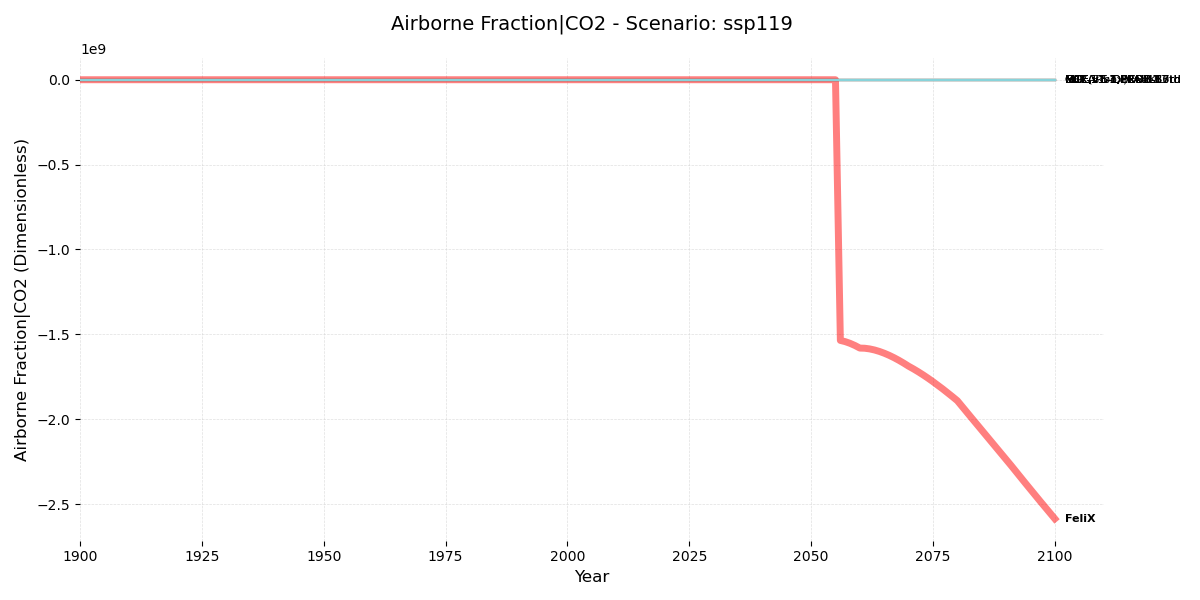 Airborne Fraction|CO2 - Scenario: ssp119
1e9
0.0
−0.5
−1.0
−1.5
−2.0
−2.5
Airborne Fraction|CO2 (Dimensionless)
FeliX
1900 1925 1950 1975 2000 2025 2050 2075 2100
Year